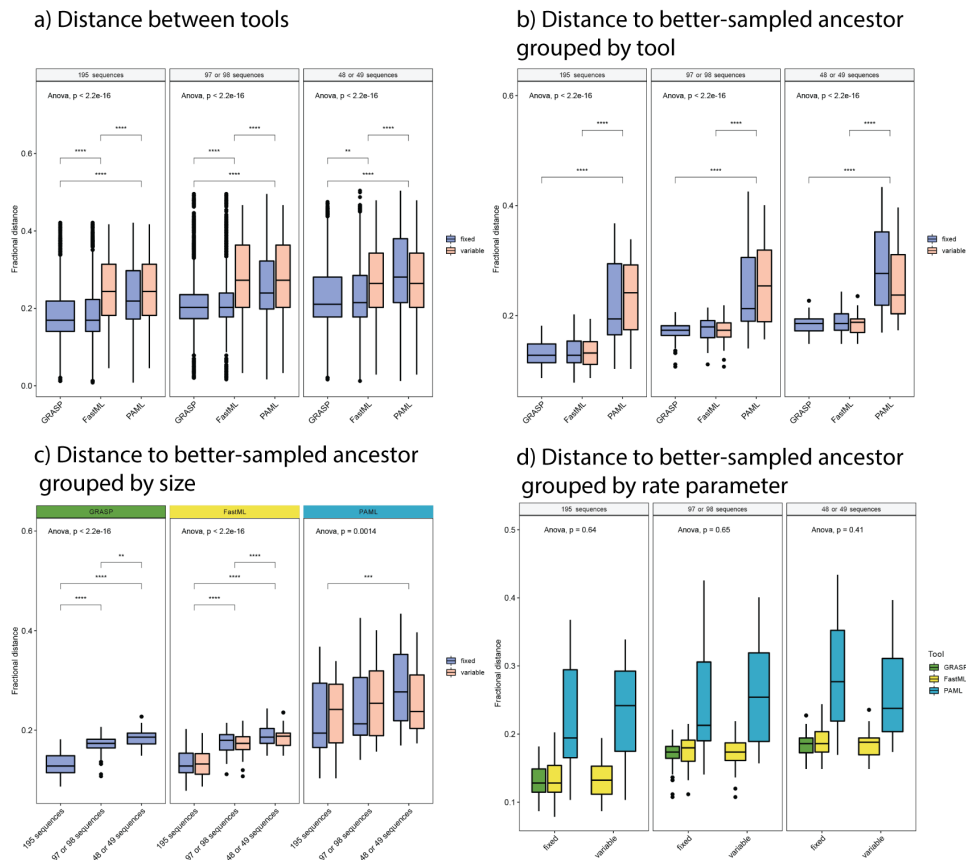 a) Distance between tools
195 sequences
97 or 98 sequences
48 or 49 sequences
Anova, p < 2.2e-16
Anova, p < 2.2e-16
Anova, p < 2.2e-16
****
****
****
****
****
****
**
****
****
Fractional distance
0.6
0.4
0.2
0.0
GRASP
FastML
PAML
GRASP
FastML
PAML
GRASP
FastML
PAML
fixed
variable
b) Distance to better-sampled ancestor
grouped by tool
195 sequences
97 or 98 sequences
48 or 49 sequences
Anova, p < 2.2e-16
Anova, p < 2.2e-16
Anova, p < 2.2e-16
****
****
****
****
****
****
Fractional distance
0.6
0.4
0.2
GRASP
FastML
PAML
GRASP
FastML
PAML
GRASP
FastML
PAML
fixed
variable
c) Distance to better-sampled ancestor
grouped by size
GRASP
FastML
PAML
Anova, p < 2.2e-16
Anova, p < 2.2e-16
Anova, p = 0.0014
**
****
****
****
****
****
***
Fractional distance
0.6
0.4
0.2
195 sequences
97 or 98 sequences
48 or 49 sequences
195 sequences
97 or 98 sequences
48 or 49 sequences
195 sequences
97 or 98 sequences
48 or 49 sequences
fixed
variable
d) Distance to better-sampled ancestor
grouped by rate parameter
195 sequences
97 or 98 sequences
48 or 49 sequences
Anova, p = 0.64
Anova, p = 0.65
Anova, p = 0.41
Fractional distance
0.5
0.4
0.3
0.2
0.1
fixed
variable
fixed
variable
fixed
variable
Tool
GRASP
FastML
PAML